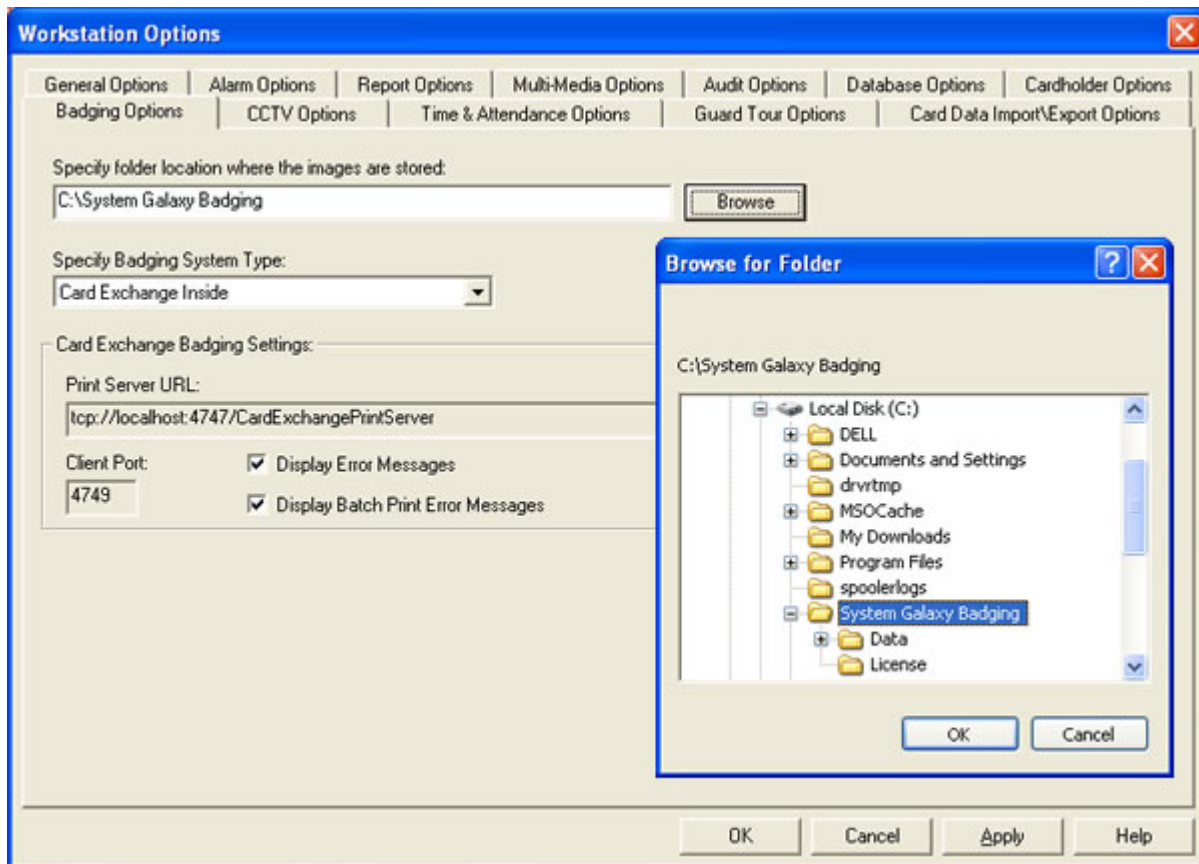 Workstation Options
General Options Alarm Options Report Options Multi-Media Options Audit Options Database Options Cardholder Options
Badging Options CCTV Options Time & Attendance Options Guard Tour Options Card Data Import\Export Options
Specify folder location where the images are stored:
C:\System Galaxy Badging Browse
Specify Badging System Type:
Card Exchange Inside
Card Exchange Badging Settings:
Print Server URL:
tcp://localhost:4747/CardExchangePrintServer
Client Port:
4749
Display Error Messages
Display Batch Print Error Messages
Browse for Folder
C:\System Galaxy Badging
Local Disk (C:)
DELL
Documents and Settings
drvrtmp
MSOCache
My Downloads
Program Files
spoolerlogs
System Galaxy Badging
Data
License
OK Cancel
OK Cancel Apply Help